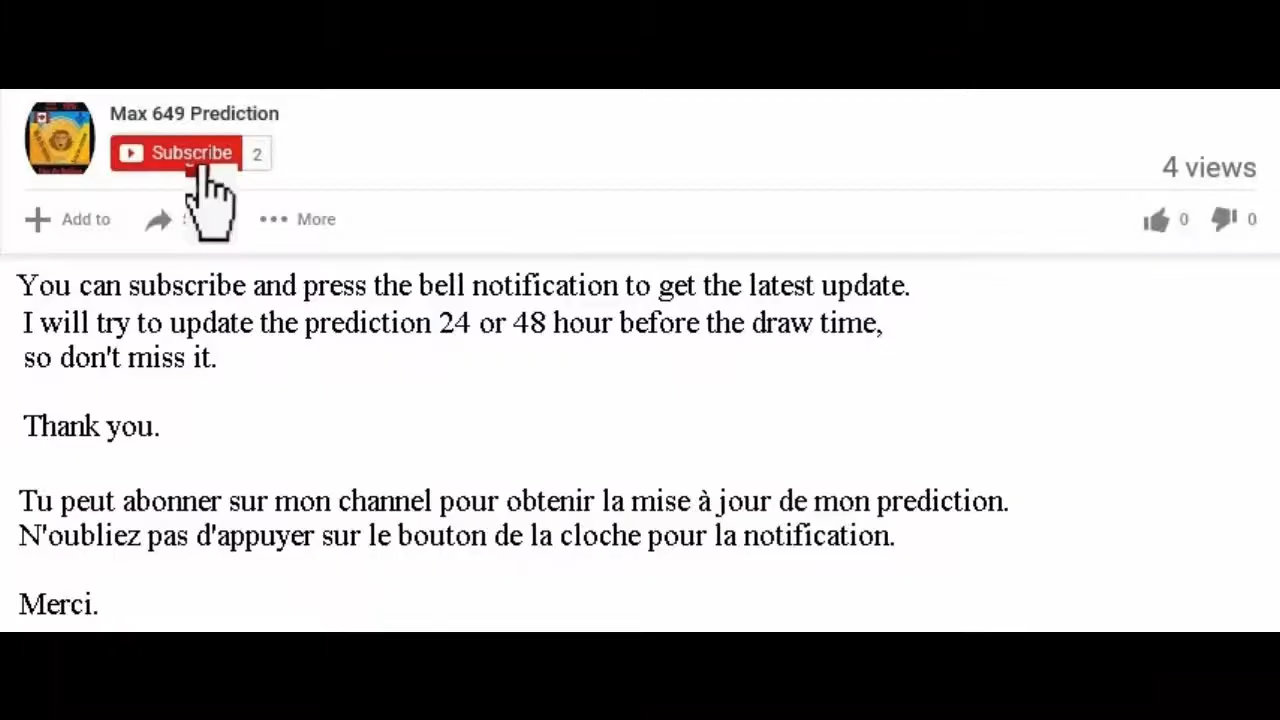 Max 649 Prediction
Subscribe 2
4 views
Add to
More
0 0
You can subscribe and press the bell notification to get the latest update.
I will try to update the prediction 24 or 48 hour before the draw time,
so don't miss it.
Thank you.
Tu peut abonner sur mon channel pour obtenir la mise à jour de mon prediction.
N'oubliez pas d'appuyer sur le bouton de la cloche pour la notification.
Merci.